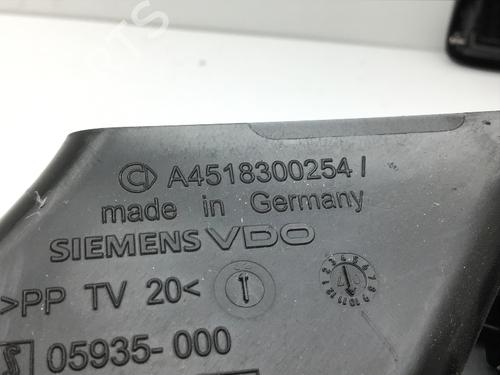 A4518300254 I
made in Germany
SIEMENS VDO
>PP TV 20<
05935-000